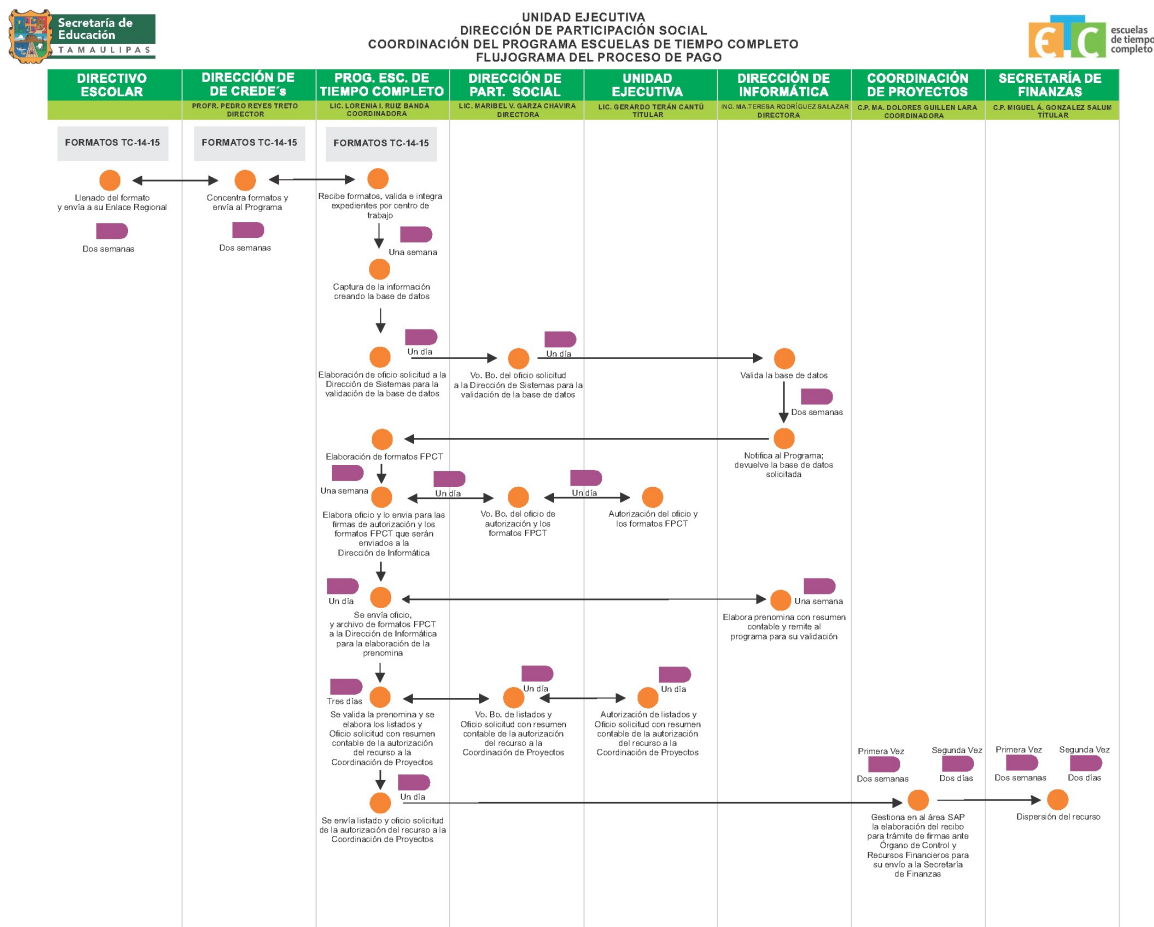 Secretaría de
Educación
TAMAULIPAS
UNIDAD EJECUTIVA
DIRECCIÓN DE PARTICIPACIÓN SOCIAL
COORDINACIÓN DEL PROGRAMA ESCUELAS DE TIEMPO COMPLETO
FLUJOGRAMA DEL PROCESO DE PAGO
eTC
escuelas
de tiempo
completo
DIRECTIVO
ESCOLAR
DIRECCIÓN DE
DE CREDE´s
PROG. ESC. DE
TIEMPO COMPLETO
DIRECCIÓN DE
PART. SOCIAL
UNIDAD
EJECUTIVA
DIRECCIÓN DE
INFORMÁTICA
COORDINACIÓN
DE PROYECTOS
SECRETARÍA DE
FINANZAS
PROFR. PEDRO REYES TRETO
DIRECTOR
LIC. LORENIA I. RUIZ BANDA
COORDINADORA
LIC. MARIBEL V. GARZA CHÁVIRA
DIRECTORA
LIC. GERARDO TERÁN CANTÚ
TÍTULAR
ING. MA.TERESA RODRÍGUEZ SALAZAR
DIRECTORA
C.P. MA. DOLORES GUILLEN LARA
COORDINADORA
C.P. MIGUEL Á. GONZALEZ SALUM
TÍTULAR
FORMATOS TC-14-15
FORMATOS TC-14-15
FORMATOS TC-14-15
Llenado del formato
y envía a su Enlace Regional
Dos semanas
Concentra formatos y
envía al Programa
Dos semanas
Recibe formatos, valida e integra
expedientes por centro de
trabajo
Una semana
Captura de la información
creando la base de datos
Un día
Elaboración de oficio solicitud a la
Dirección de Sistemas para la
validación de la base de datos
Un día
Vo. Bo. del oficio solicitud
a la Dirección de Sistemas para la
validación de la base de datos
Valida la base de datos
Dos semanas
Elaboración de formatos FPCT
Notifica al Programa;
devuelve la base de datos
solicitada
Una semana
Un día
Un día
Elabora oficio y lo envia para las
firmas de autorización y los
formatos FPCT que serán
enviados a la
Dirección de Informática
Vo. Bo. del oficio de
autorización y los
formatos FPCT
Autorización del oficio y
los formatos FPCT
Un día
Una semana
Se envía oficio,
y archivo de formatos FPCT
a la Dirección de Informática
para la elaboración de la
prenomina
Elabora prenomina con resumen
contable y remite al
programa para su validación
Tres días
Un día
Un día
Se valida la prenomina y se
elabora los listados y
Oficio solicitud con resumen
contable de la autorización
del recurso a la
Coordinación de Proyectos
Vo. Bo. de listados y
Oficio solicitud con resumen
contable de la autorización
del recurso a la
Coordinación de Proyectos
Autorización de listados y
Oficio solicitud con resumen
contable de la autorización
del recurso a la
Coordinación de Proyectos
Primera Vez
Segunda Vez
Primera Vez
Segunda Vez
Dos semanas
Dos días
Dos semanas
Dos días
Un día
Se envía listado y oficio solicitud
de la autorización del recurso a la
Coordinación de Proyectos
Gestiona en al área SAP
la elaboración del recibo
para trámite de firmas ante
Órgano de Control y
Recursos Financieros para
su envío a la Secretaría
de Finanzas
Dispersión del recurso